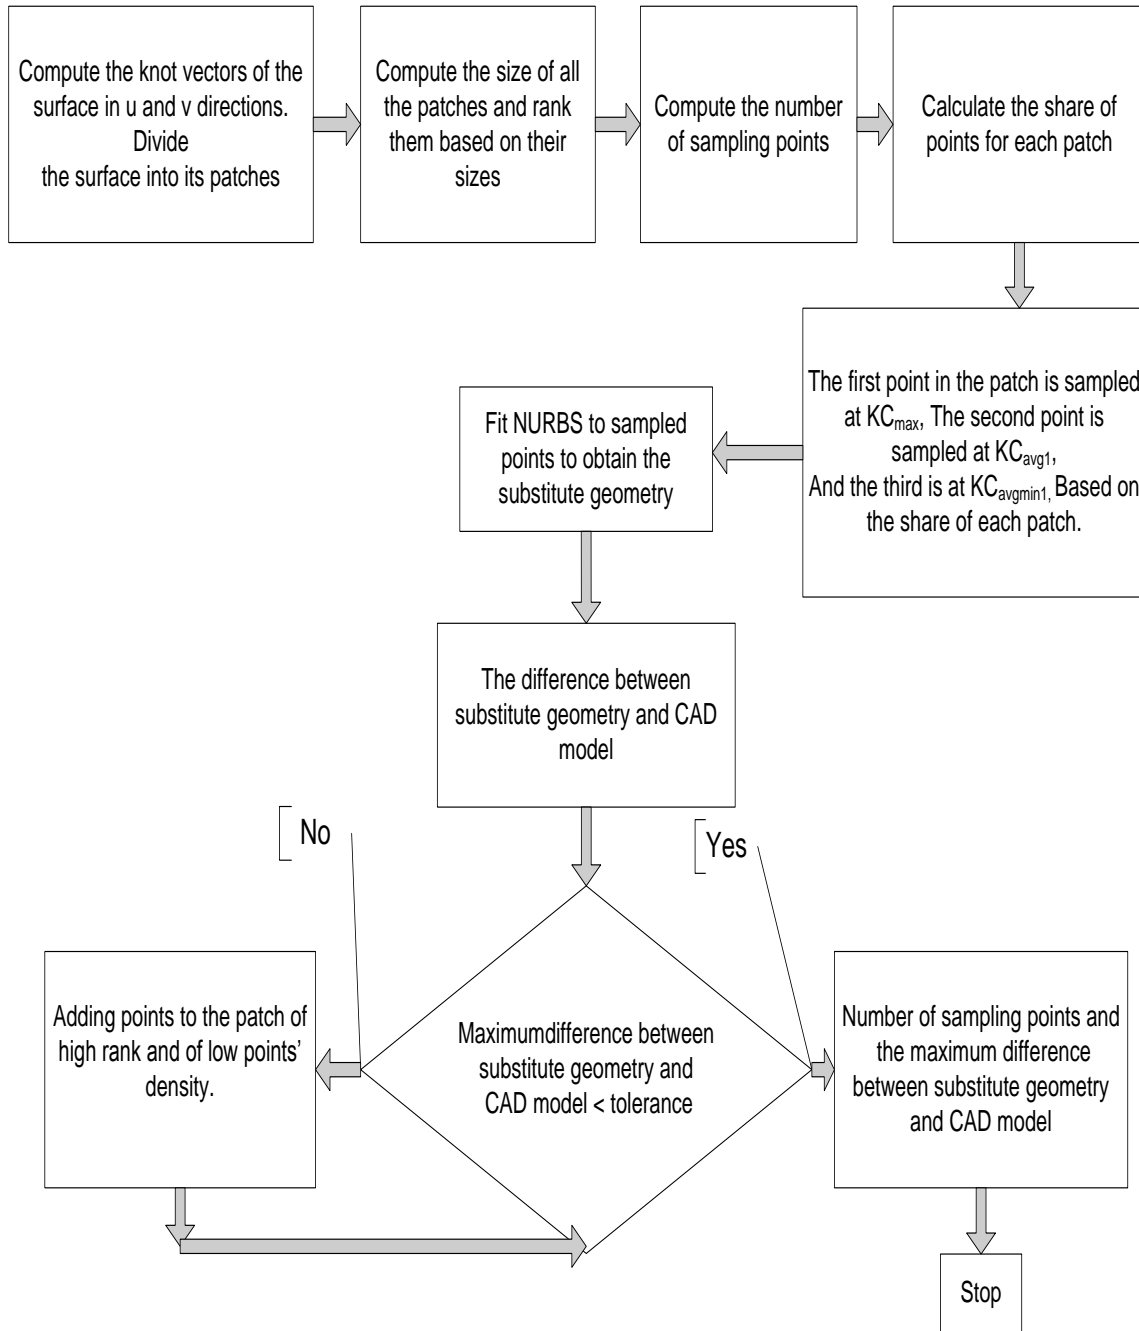 Compute the knot vectors of the
surface in u and v directions.
Divide
the surface into its patches
Compute the size of all
the patches and rank
them based on their
sizes
Compute the number
of sampling points
Calculate the share of
points for each patch
The first point in the patch is sampled
at KCmax, The second point is
sampled at KCavg1,
And the third is at KCavgmin1, Based on
the share of each patch.
Fit NURBS to sampled
points to obtain the
substitute geometry
The difference between
substitute geometry and CAD
model
No
Yes
Maximumdifference between
substitute geometry and
CAD model < tolerance
Adding points to the patch of
high rank and of low points’
density.
Number of sampling points and
the maximum difference
between substitute geometry
and CAD model
Stop